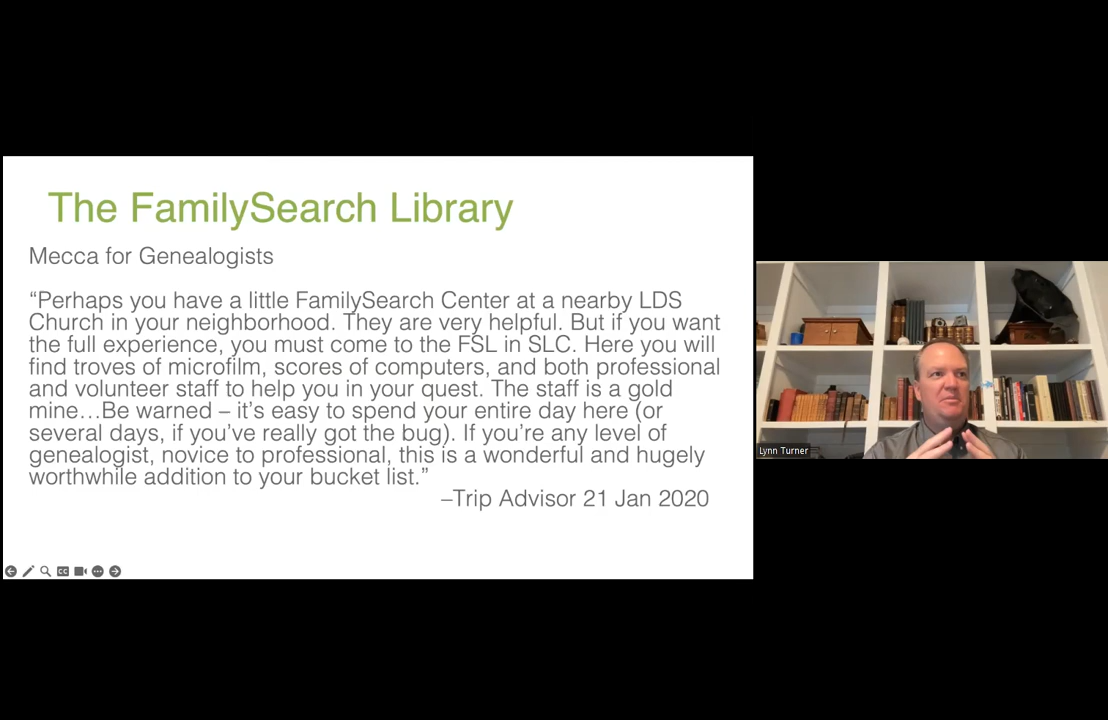 The FamilySearch Library
Mecca for Genealogists
“Perhaps you have a little FamilySearch Center at a nearby LDS
Church in your neighborhood. They are very helpful. But if you want
the full experience, you must come to the FSL in SLC. Here you will
find troves of microfilm, scores of computers, and both professional
and volunteer staff to help you in your quest. The staff is a gold
mine…Be warned – it’s easy to spend your entire day here (or
several days, if you’ve really got the bug). If you’re any level of
genealogist, novice to professional, this is a wonderful and hugely
worthwhile addition to your bucket list.”
–Trip Advisor 21 Jan 2020
CC
Lynn Turner